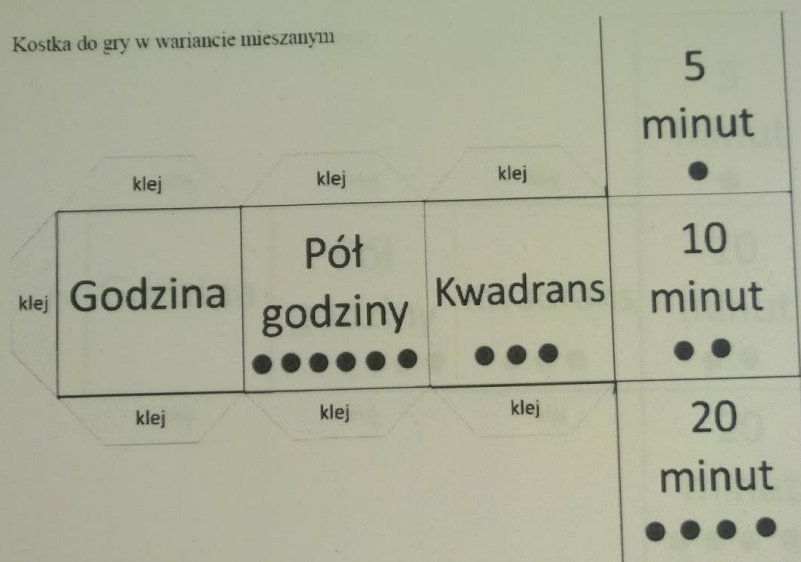 Kostka do gry w wariancie mieszanym
5
minut
klej
klej
klej
klej
Godzina
Pół
godziny
Kwadrans
10
minut
klej
klej
klej
20
minut